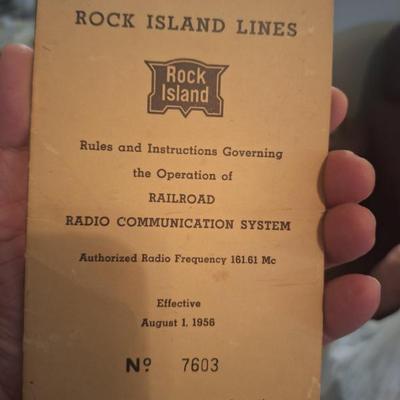 ROCK ISLAND LINES
Rock
Island
Rules and Instructions Governing
the Operation of
RAILROAD
RADIO COMMUNICATION SYSTEM
Authorized Radio Frequency 161.61 Mc
Effective
August 1, 1956
Nº 7603